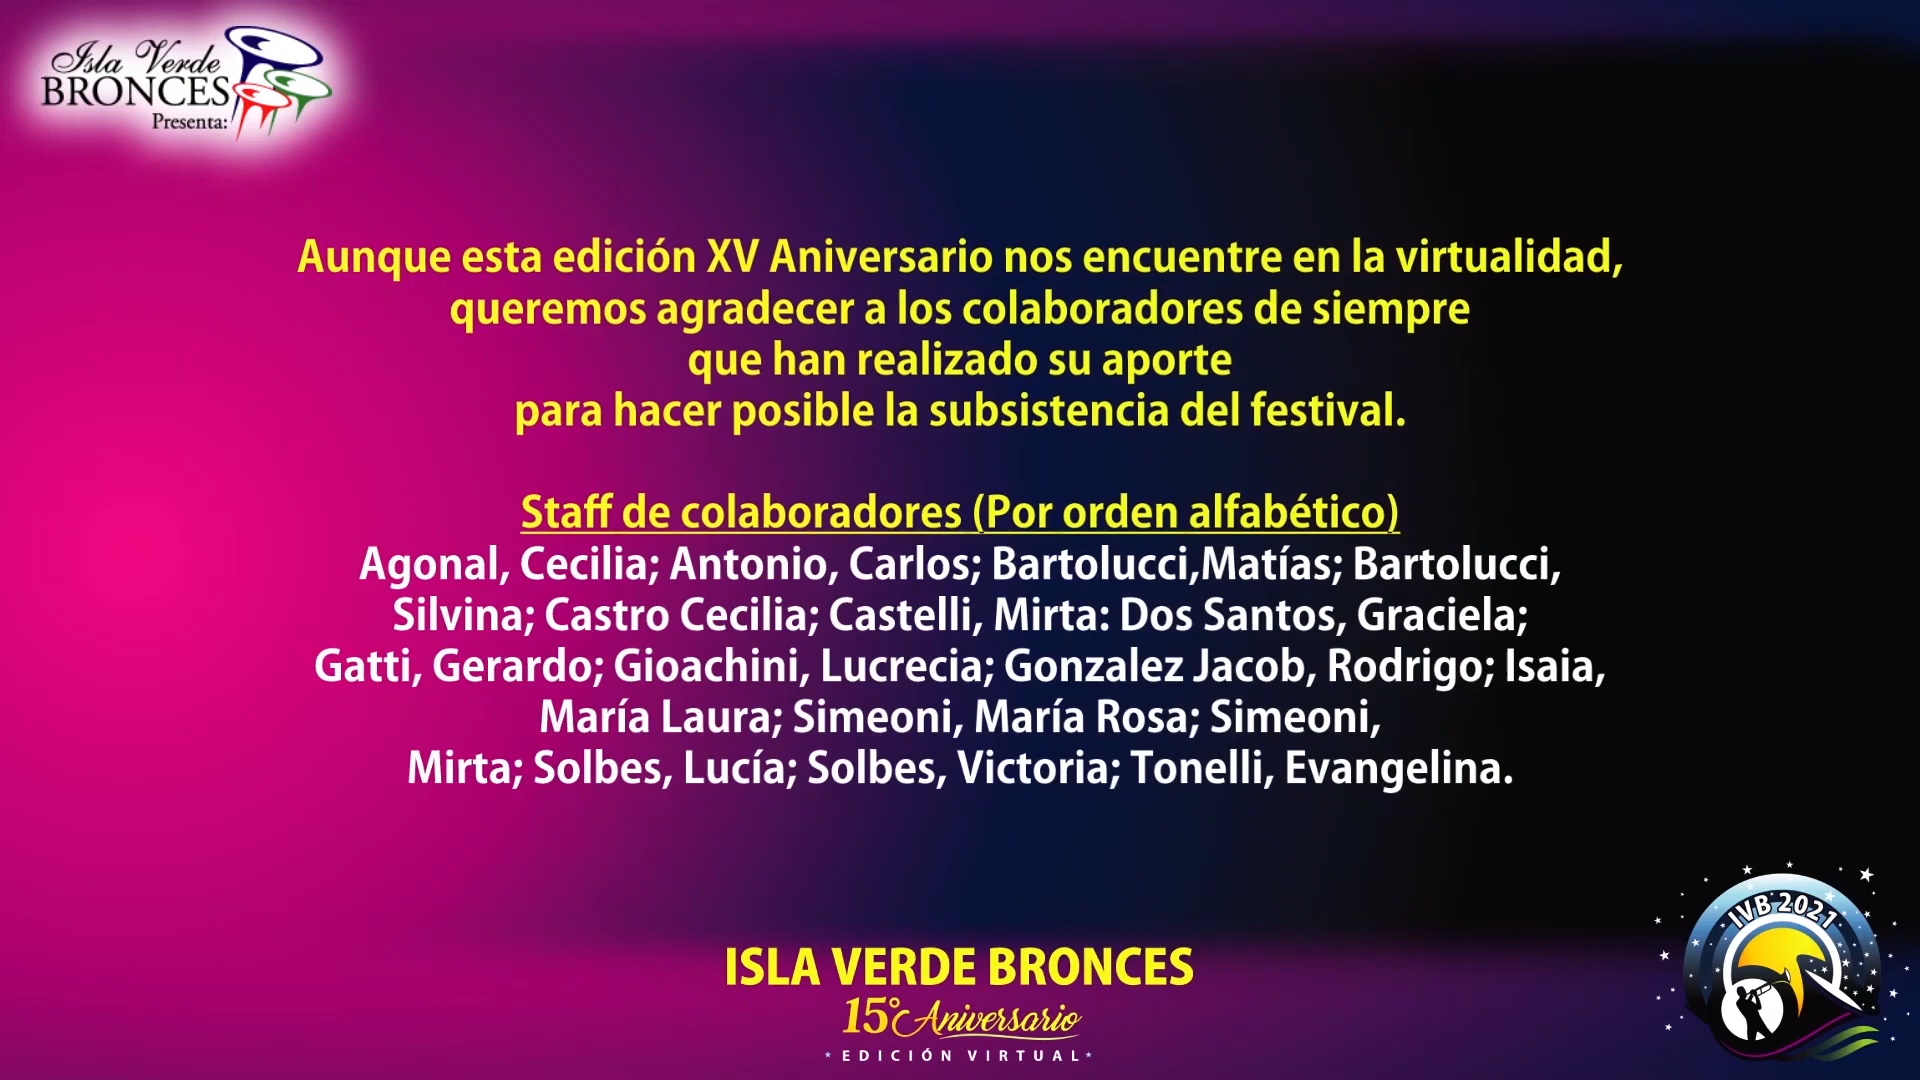 Isla Verde
BRONCES
Presenta:
Aunque esta edición XV Aniversario nos encuentre en la virtualidad,
queremos agradecer a los colaboradores de siempre
que han realizado su aporte
para hacer posible la subsistencia del festival.
Staff de colaboradores (Por orden alfabético)
Agonal, Cecilia; Antonio, Carlos; Bartolucci,Matías; Bartolucci,
Silvina; Castro Cecilia; Castelli, Mirta: Dos Santos, Graciela;
Gatti, Gerardo; Gioachini, Lucrecia; Gonzalez Jacob, Rodrigo; Isaia,
María Laura; Simeoni, María Rosa; Simeoni,
Mirta; Solbes, Lucía; Solbes, Victoria; Tonelli, Evangelina.
IVB 2021
ISLA VERDE BRONCES
15° Aniversario
EDICIÓN VIRTUAL